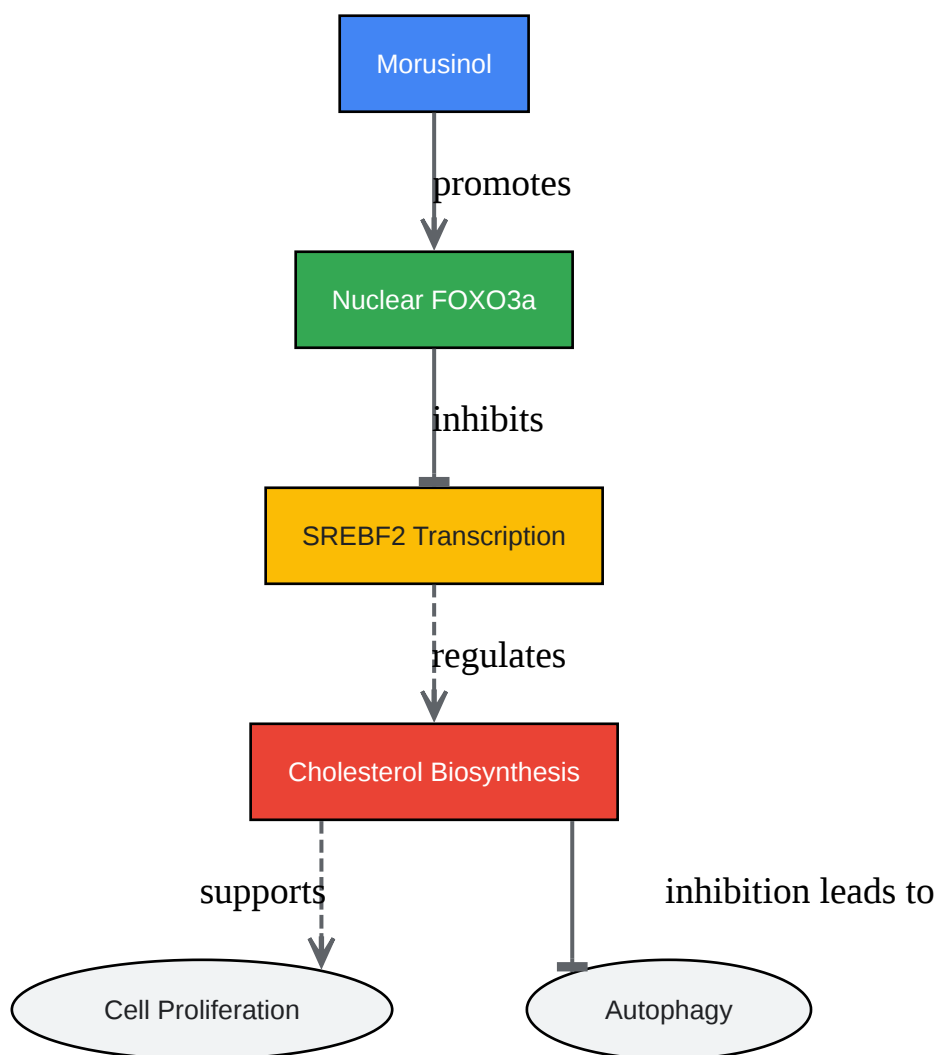 Morusinol
promotes
Nuclear FOXO3a
inhibits
SREBF2 Transcription
regulates
Cholesterol Biosynthesis
supports
inhibition leads to
Cell Proliferation
Autophagy